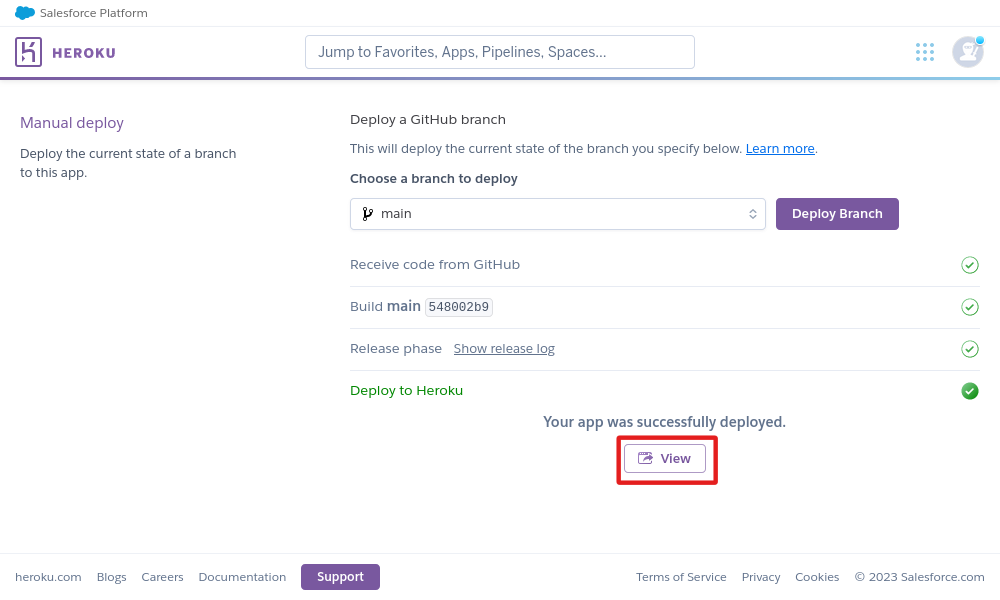 Salesforce Platform
HEROKU
Jump to Favorites, Apps, Pipelines, Spaces...
Manual deploy
Deploy the current state of a branch
to this app.
Deploy a GitHub branch
This will deploy the current state of the branch you specify below. Learn more.
Choose a branch to deploy
main
Deploy Branch
Receive code from GitHub
Build main 548002b9
Release phase Show release log
Deploy to Heroku
Your app was successfully deployed.
View
heroku.com Blogs Careers Documentation Support Terms of Service Privacy Cookies © 2023 Salesforce.com